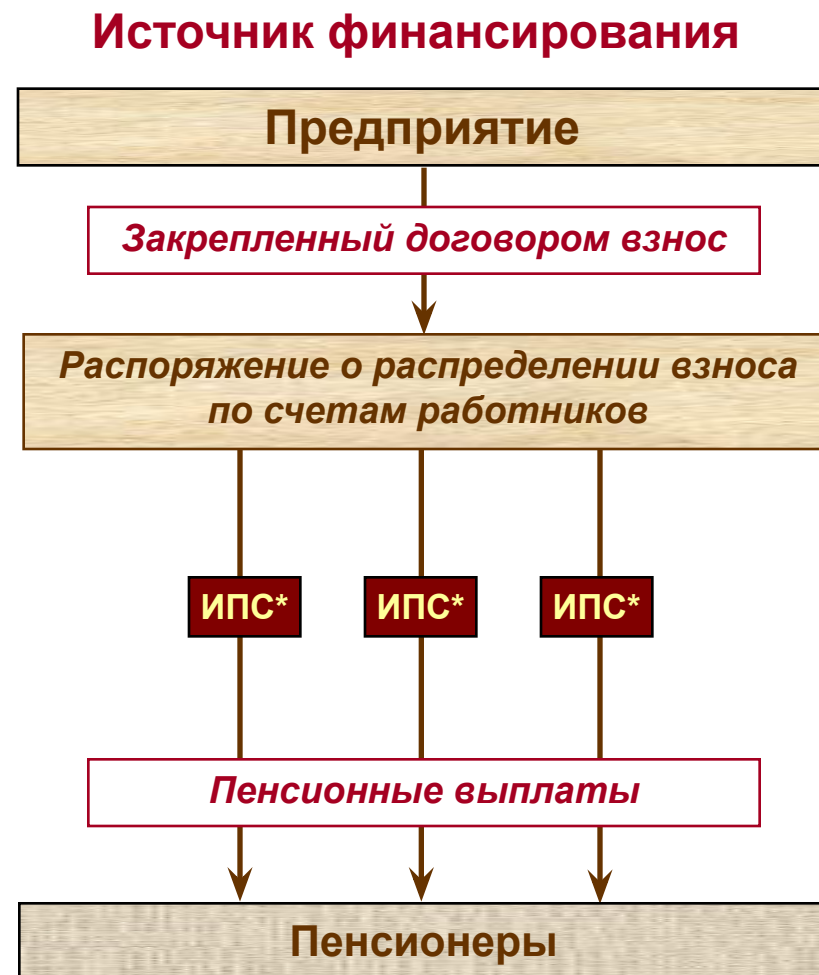 Источник финансирования
Предприятие
Закрепленный договором взнос
Распоряжение о распределении взноса
по счетам работников
ИПС* ИПС* ИПС*
Пенсионные выплаты
Пенсионеры